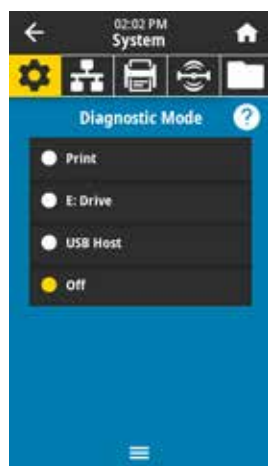 02:02 PM
System
Diagnostic Mode
?
Print
E: Drive
USB Host
Off